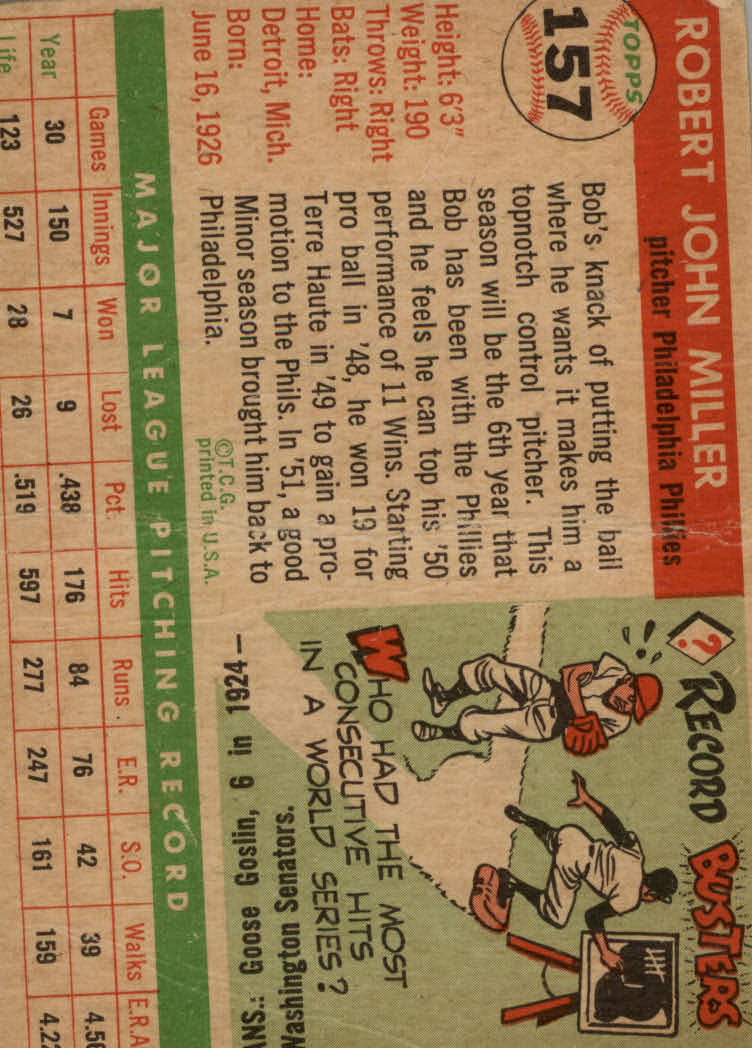 ROBERT JOHN MILLER
pitcher Philadelphia Phillies
TOPPS
157
Height: 6'3"
Weight: 190
Throws: Right
Bats: Right
Home:
Detroit, Mich.
Born:
June 16, 1926
Bob's knack of putting the ball
where he wants it makes him a
topnotch control pitcher. This
season will be the 6th year that
Bob has been with the Phillies
and he feels he can top his '50
performance of 11 Wins. Starting
pro ball in '48, he won 19 for
Terre Haute in '49 to gain a pro-
motion to the Phils. In '51, a good
Minor season brought him back to
Philadelphia.
©T.C.G.
printed in U.S.A.
? RECORD BUSTERS
WHO HAD THE MOST
CONSECUTIVE HITS
IN A WORLD SERIES?
ANS: Goose Goslin, 6 in 1924—
Washington Senators.
MAJOR LEAGUE PITCHING RECORD
Games Innings Won Lost Pct. Hits Runs E.R. S.O. Walks E.R.A
Year 30 150 7 9 .438 176 84 76 42 39 4.56
Life 123 527 28 26 .519 597 277 247 161 159 4.22